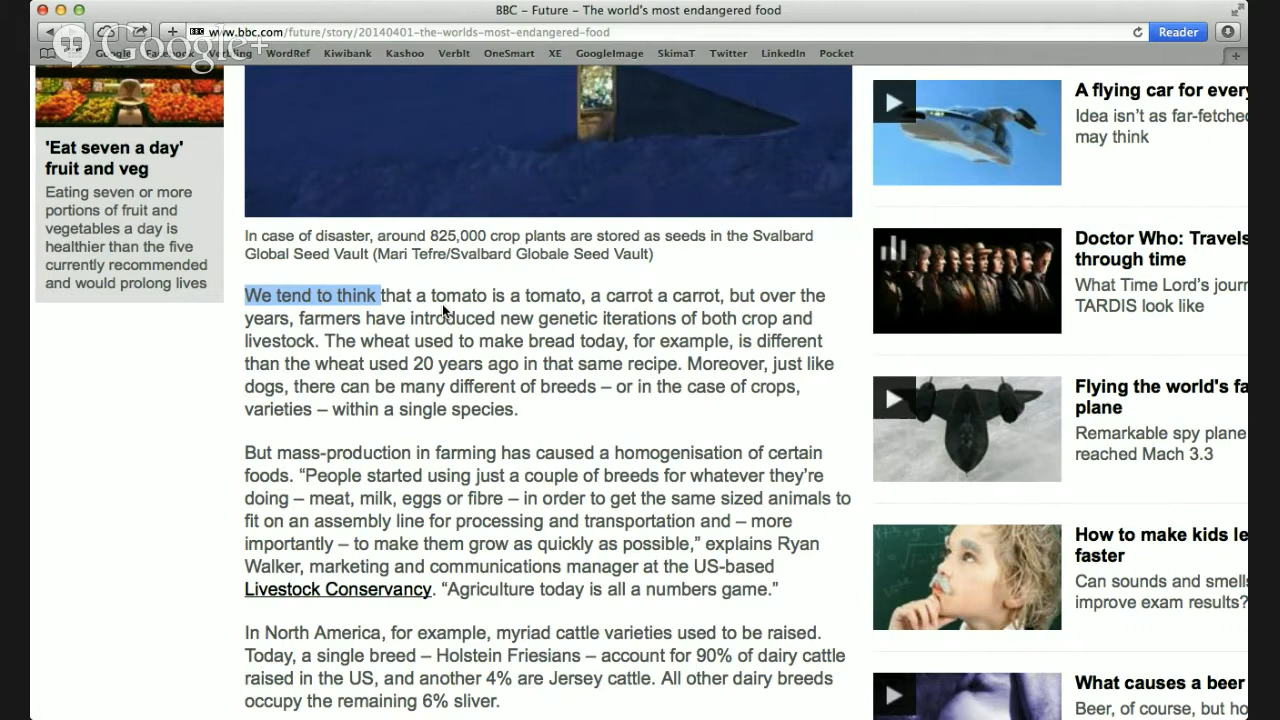 BBC – Future – The world's most endangered food
www.bbc.com/future/story/20140401-the-worlds-most-endangered-food
Reader
Google+
WordRef Kiwibank Kashoo VerbIt OneSmart XE GoogleImage SkimaT Twitter LinkedIn Pocket
'Eat seven a day'
fruit and veg
Eating seven or more
portions of fruit and
vegetables a day is
healthier than the five
currently recommended
and would prolong lives
In case of disaster, around 825,000 crop plants are stored as seeds in the Svalbard
Global Seed Vault (Mari Tefre/Svalbard Globale Seed Vault)
We tend to think that a tomato is a tomato, a carrot a carrot, but over the
years, farmers have introduced new genetic iterations of both crop and
livestock. The wheat used to make bread today, for example, is different
than the wheat used 20 years ago in that same recipe. Moreover, just like
dogs, there can be many different of breeds – or in the case of crops,
varieties – within a single species.
But mass-production in farming has caused a homogenisation of certain
foods. “People started using just a couple of breeds for whatever they’re
doing – meat, milk, eggs or fibre – in order to get the same sized animals to
fit on an assembly line for processing and transportation and – more
importantly – to make them grow as quickly as possible,” explains Ryan
Walker, marketing and communications manager at the US-based
Livestock Conservancy. “Agriculture today is all a numbers game.”
In North America, for example, myriad cattle varieties used to be raised.
Today, a single breed – Holstein Friesians – account for 90% of dairy cattle
raised in the US, and another 4% are Jersey cattle. All other dairy breeds
occupy the remaining 6% sliver.
A flying car for every
Idea isn’t as far-fetched
may think
Doctor Who: Travels
through time
What Time Lord’s journ
TARDIS look like
Flying the world's fa
plane
Remarkable spy plane
reached Mach 3.3
How to make kids le
faster
Can sounds and smells
improve exam results?
What causes a beer
Beer, of course, but ho